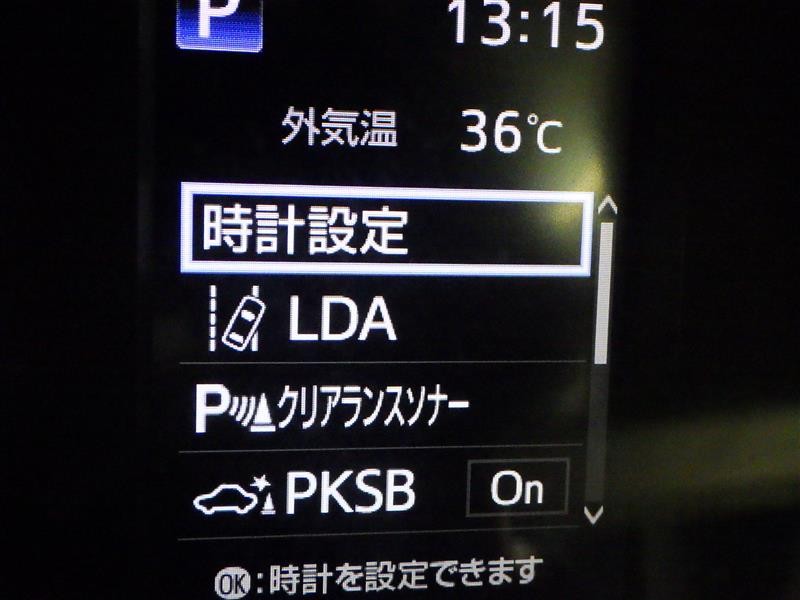 P 13:15
外気温 36℃
時計設定
LDA
Pクリアランスソナー
PKSB On
OK:時計を設定できます